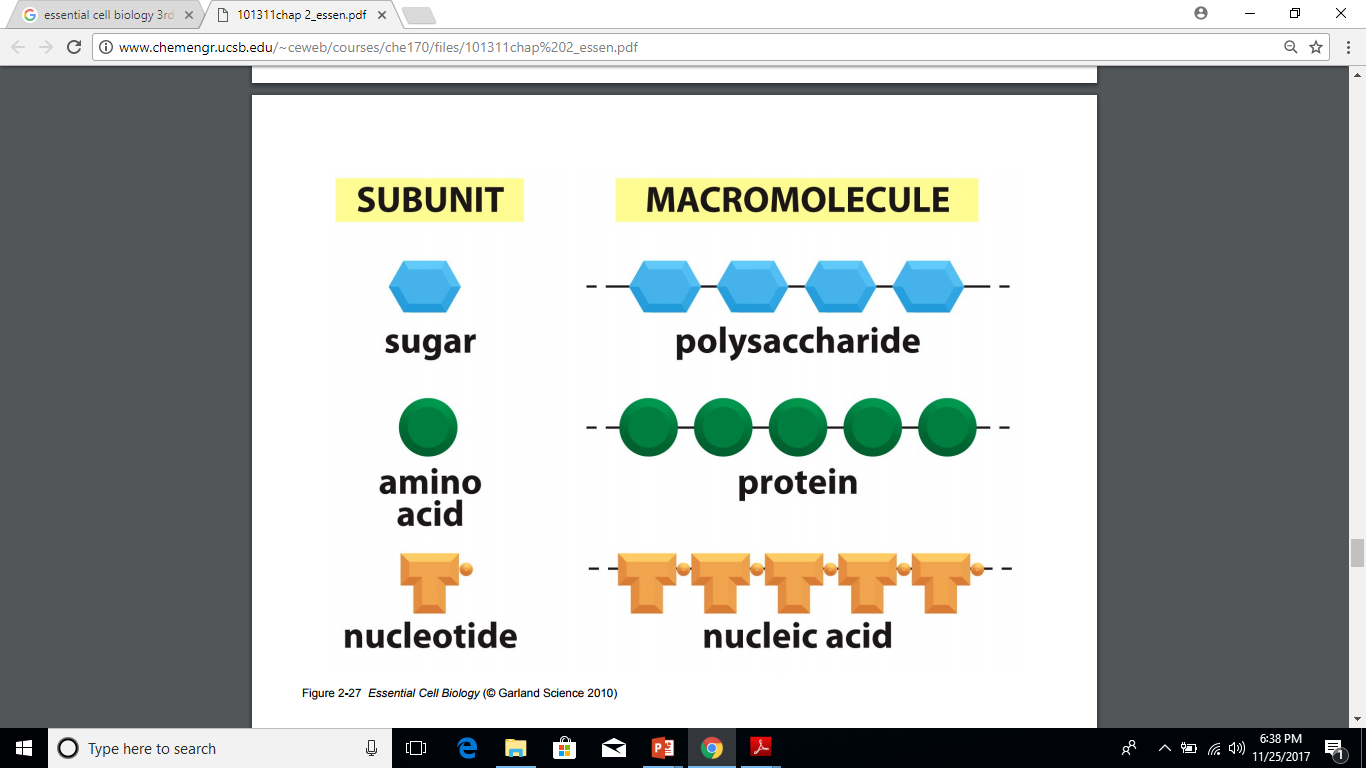 essential cell biology 3rd
101311chap 2_essen.pdf
www.chemengr.ucsb.edu/~ceweb/courses/che170/files/101311chap%202_essen.pdf
SUBUNIT
MACROMOLECULE
sugar
polysaccharide
amino
acid
protein
nucleotide
nucleic acid
Figure 2-27 Essential Cell Biology (© Garland Science 2010)
Type here to search
6:38 PM
11/25/2017
1